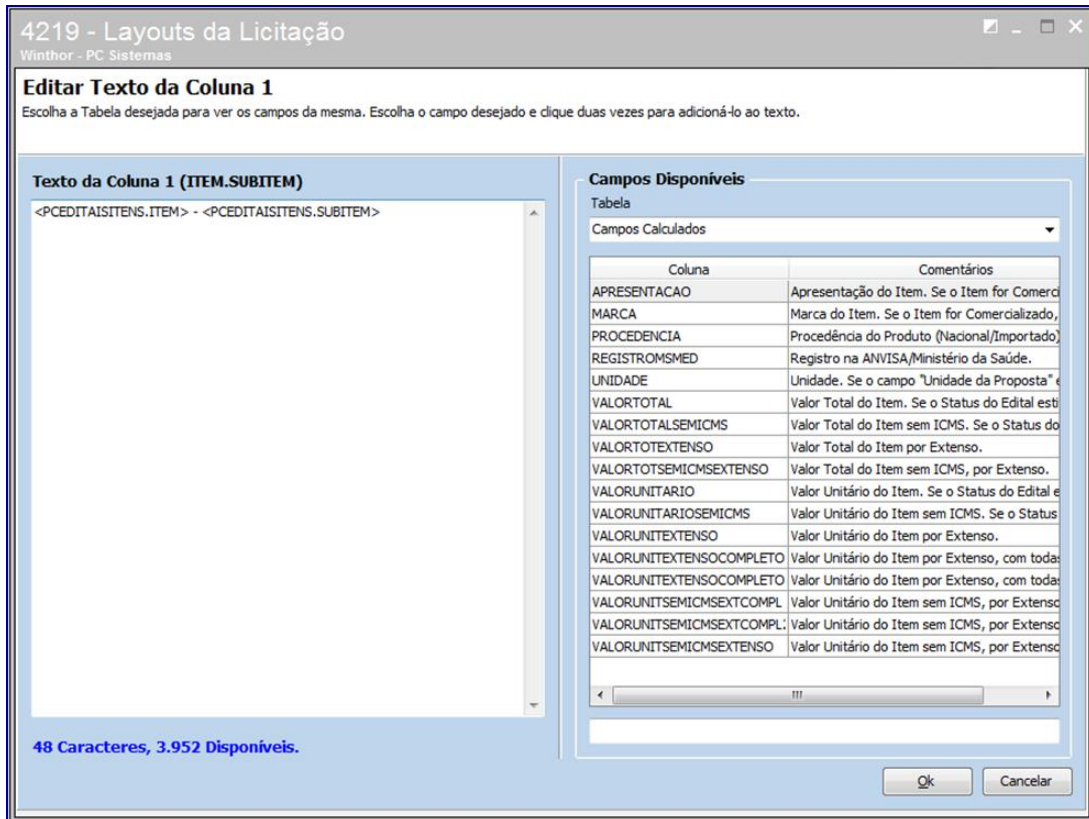 4219 - Layouts da Licitação
Winthor - PC Sistemas
Editar Texto da Coluna 1
Escolha a Tabela desejada para ver os campos da mesma. Escolha o campo desejado e clique duas vezes para adicioná-lo ao texto.
Texto da Coluna 1 (ITEM.SUBITEM)
<PCEDITAISITENS.ITEM> - <PCEDITAISITENS.SUBITEM>
48 Caracteres, 3.952 Disponíveis.
Campos Disponíveis
Tabela
Campos Calculados
Coluna Comentários
APRESENTACAO Apresentação do Item. Se o Item for Comerci
MARCA Marca do Item. Se o Item for Comercializado,
PROCEDENCIA Procedência do Produto (Nacional/Importado)
REGISTROMSMED Registro na ANVISA/Ministério da Saúde.
UNIDADE Unidade. Se o campo "Unidade da Proposta" e
VALORTOTAL Valor Total do Item. Se o Status do Edital esti
VALORTOTALSEMICMS Valor Total do Item sem ICMS. Se o Status do
VALORTOTEXTENSO Valor Total do Item por Extenso.
VALORTOTSEMICMSEXTENSO Valor Total do Item sem ICMS, por Extenso.
VALORUNITARIO Valor Unitário do Item. Se o Status do Edital e
VALORUNITARIOSEMICMS Valor Unitário do Item sem ICMS. Se o Status
VALORUNITEXTENSO Valor Unitário do Item por Extenso.
VALORUNITEXTENSOCOMPLETO Valor Unitário do Item por Extenso, com todas
VALORUNITEXTENSOCOMPLETO Valor Unitário do Item por Extenso, com todas
VALORUNITSEMICMSEXTCOMPL Valor Unitário do Item sem ICMS, por Extenso
VALORUNITSEMICMSEXTCOMPL Valor Unitário do Item sem ICMS, por Extenso
VALORUNITSEMICMSEXTENSO Valor Unitário do Item sem ICMS, por Extenso
Ok Cancelar